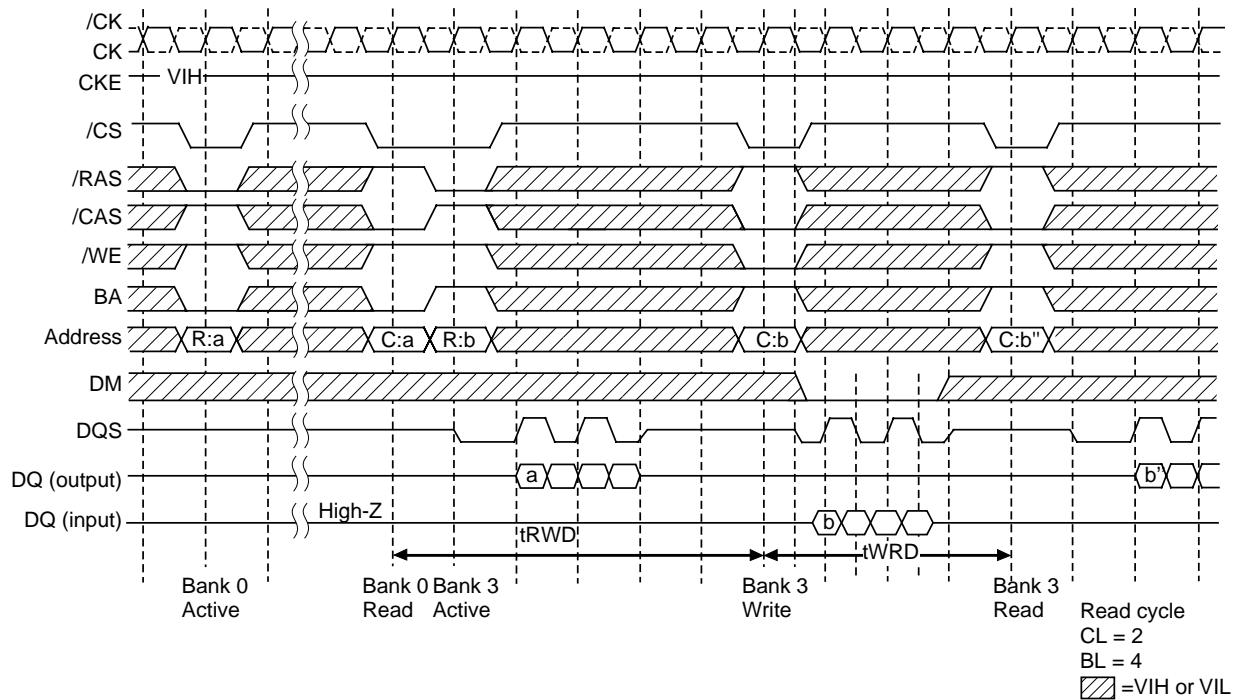 /CK
CK
CKE
VIH
/CS
/RAS
/CAS
/WE
BA
Address
R:a
C:a
R:b
C:b
C:b"
DM
DQS
DQ (output)
a
b"
DQ (input)
High-Z
b
tRWD
tWRD
Bank 0
Active
Bank 0
Read
Bank 3
Active
Bank 3
Write
Bank 3
Read
Read cycle
CL = 2
BL = 4
=VIH or VIL